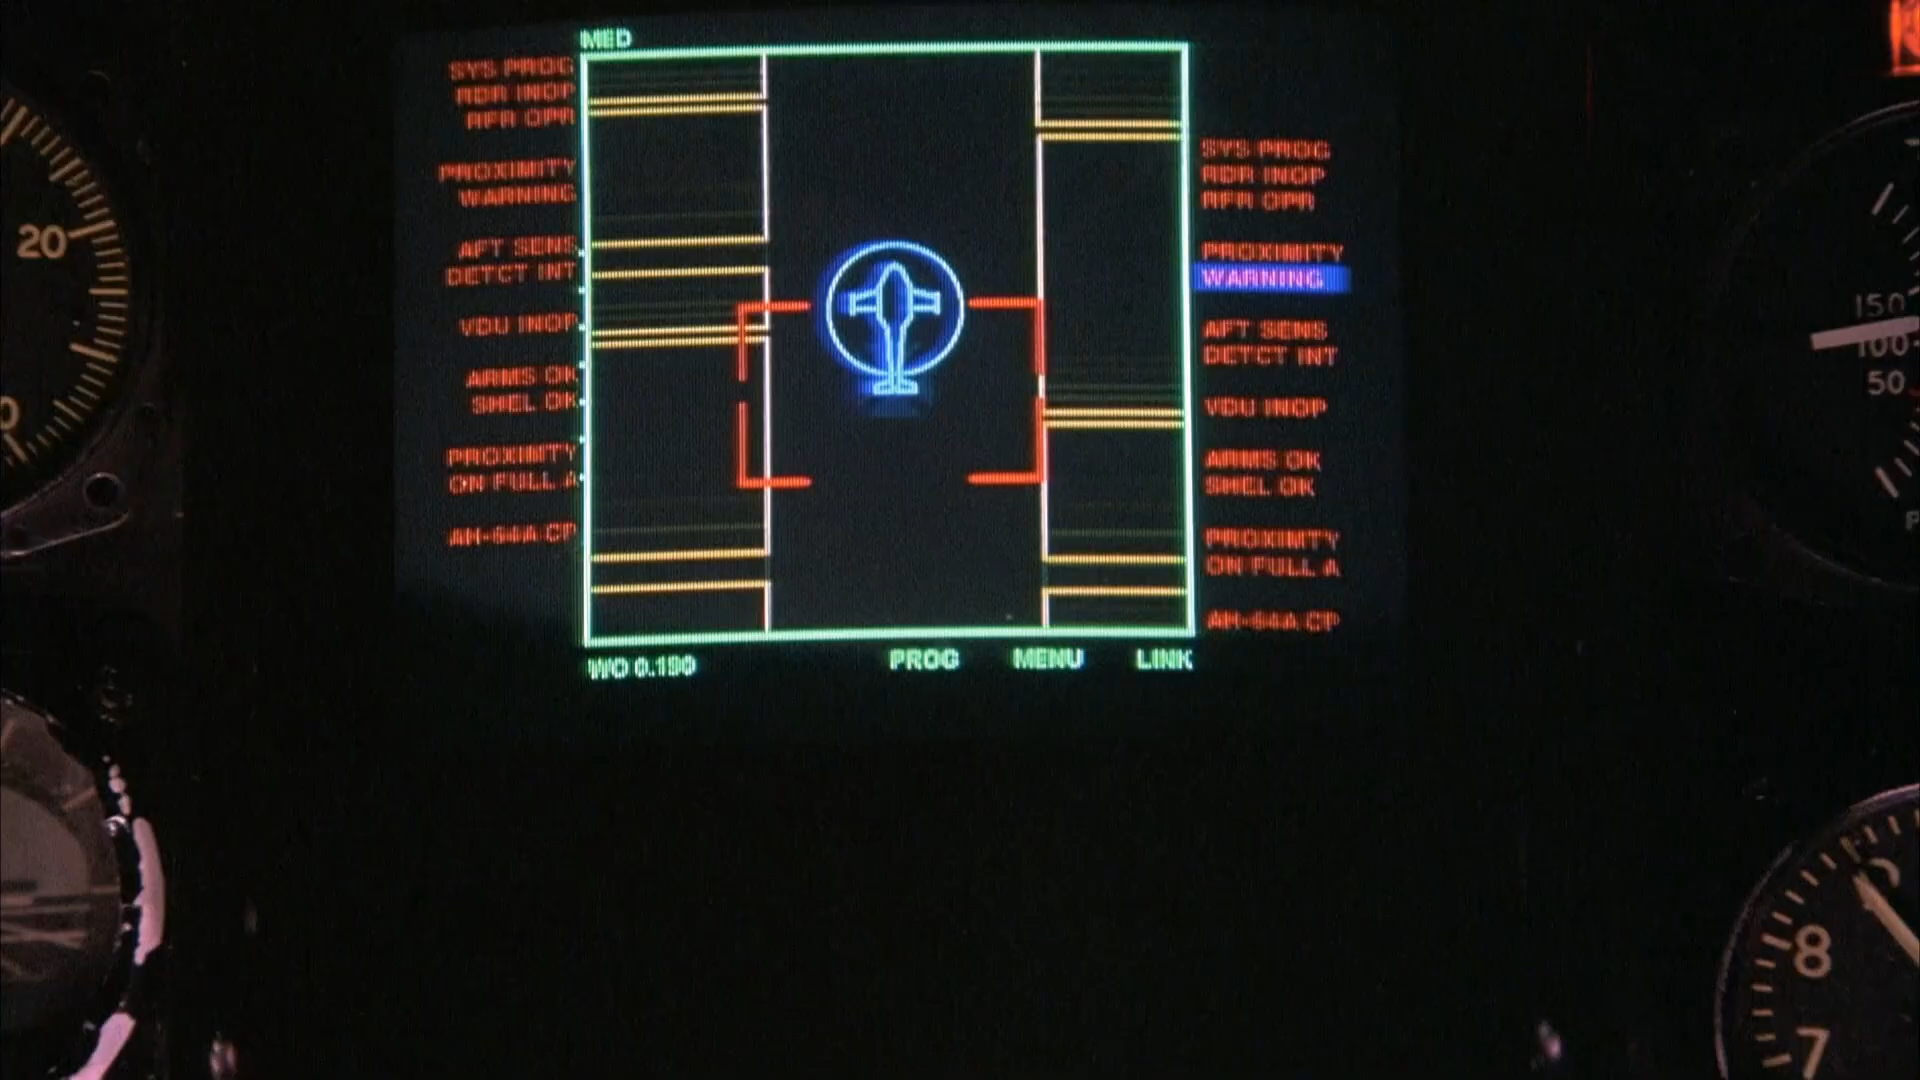 MED
SYS PROG
RDR INOP
RFR OPR
PROXIMITY
WARNING
AFT SENS
DETCT INT
VDU INOP
ARMS OK
SHEL OK
PROXIMITY
ON FULL A
AH-64A CP
SYS PROG
RDR INOP
RFR OPR
PROXIMITY
WARNING
AFT SENS
DETCT INT
VDU INOP
ARMS OK
SHEL OK
PROXIMITY
ON FULL A
AH-64A CP
WO 0.190
PROG MENU LINK
20
150
100
50
8
7